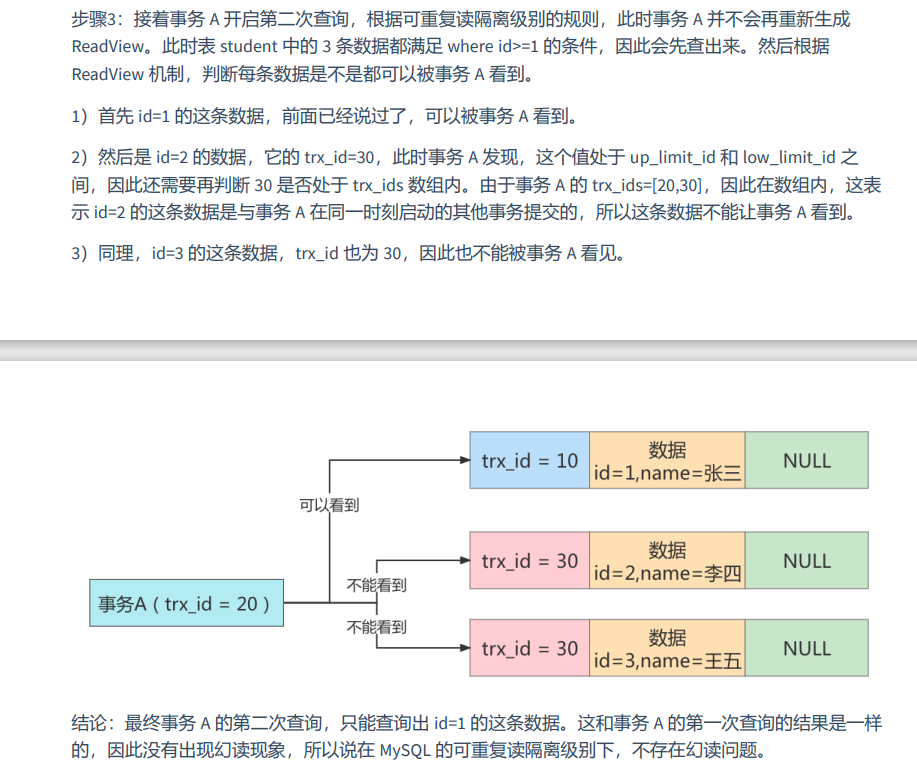 步骤3：接着事务 A 开启第二次查询，根据可重复读隔离级别的规则，此时事务 A 并不会再重新生成
ReadView。此时表 student 中的 3 条数据都满足 where id>=1 的条件，因此会先查出来。然后根据
ReadView 机制，判断每条数据是不是都可以被事务 A 看到。
1）首先 id=1 的这条数据，前面已经说过了，可以被事务 A 看到。
2）然后是 id=2 的数据，它的 trx_id=30，此时事务 A 发现，这个值处于 up_limit_id 和 low_limit_id 之
间，因此还需要再判断 30 是否处于 trx_ids 数组内。由于事务 A 的 trx_ids=[20,30]，因此在数组内，这表
示 id=2 的这条数据是与事务 A 在同一时刻启动的其他事务提交的，所以这条数据不能让事务 A 看到。
3）同理，id=3 的这条数据，trx_id 也为 30，因此也不能被事务 A 看见。
trx_id = 10
数据
id=1,name=张三
NULL
可以看到
trx_id = 30
数据
id=2,name=李四
NULL
不能看到
事务A（trx_id = 20）
不能看到
trx_id = 30
数据
id=3,name=王五
NULL
结论：最终事务 A 的第二次查询，只能查询出 id=1 的这条数据。这和事务 A 的第一次查询的结果是一样
的，因此没有出现幻读现象，所以说在 MySQL 的可重复读隔离级别下，不存在幻读问题。